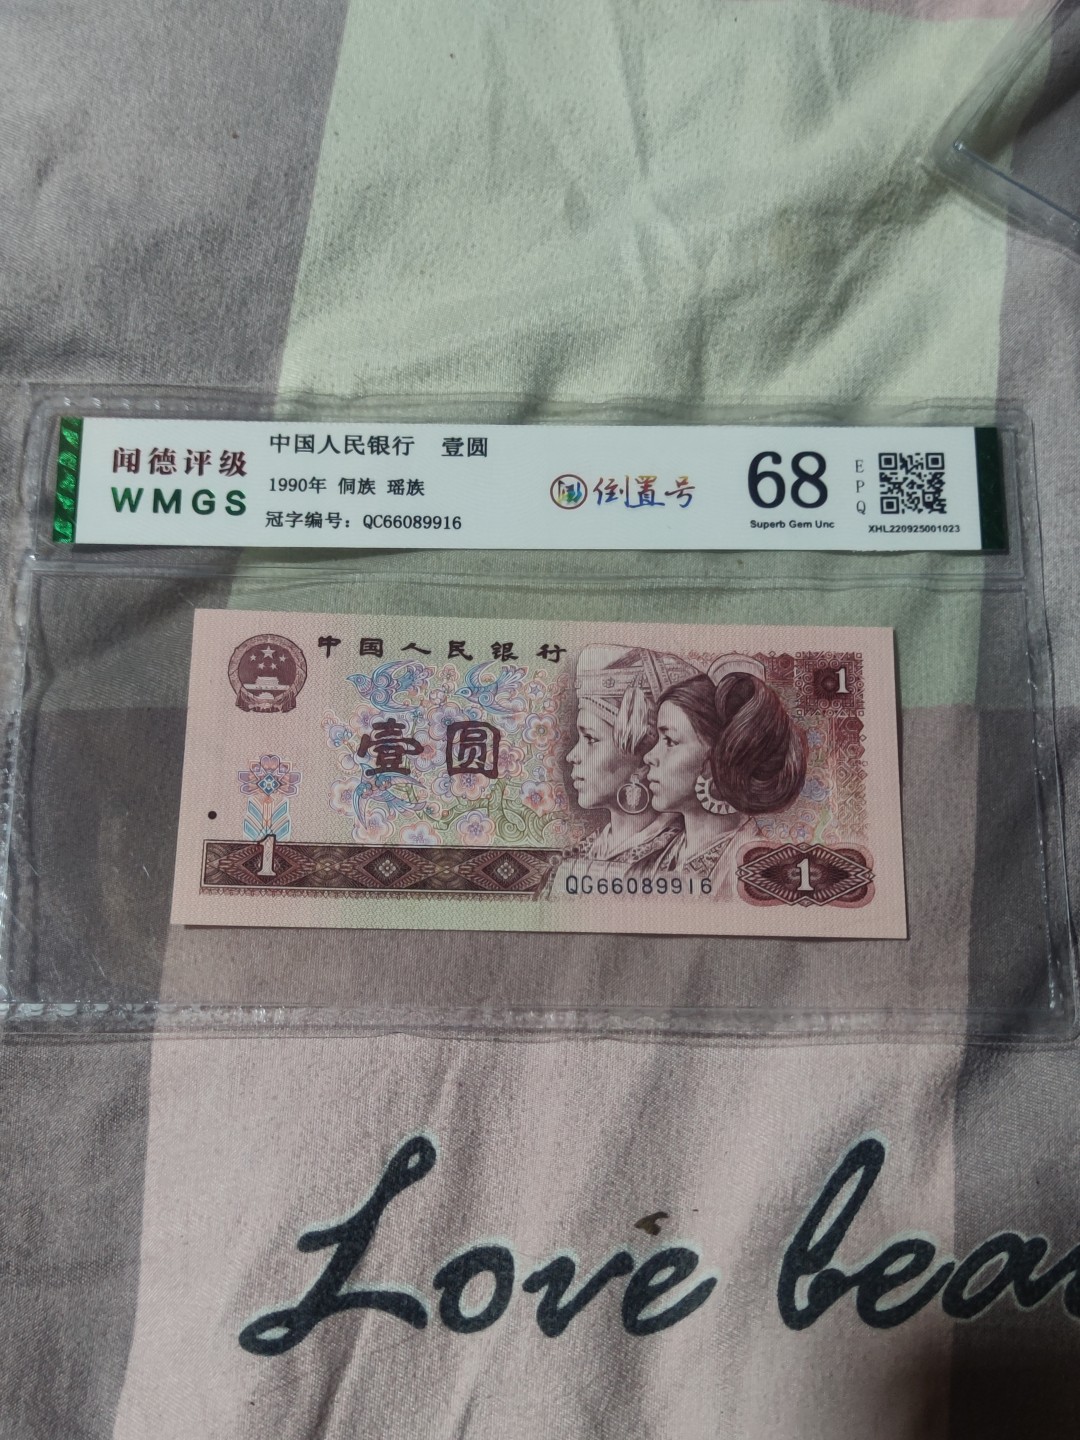 闻德评级
WMGS
中国人民银行 壹圆
1990年 侗族 瑶族
冠字编号：QC66089916
倒置号
68
Superb Gem Unc
E
P
Q
XHL220925001023
中国人民银行
1
壹圆
1
QC66089916
1
Love bea